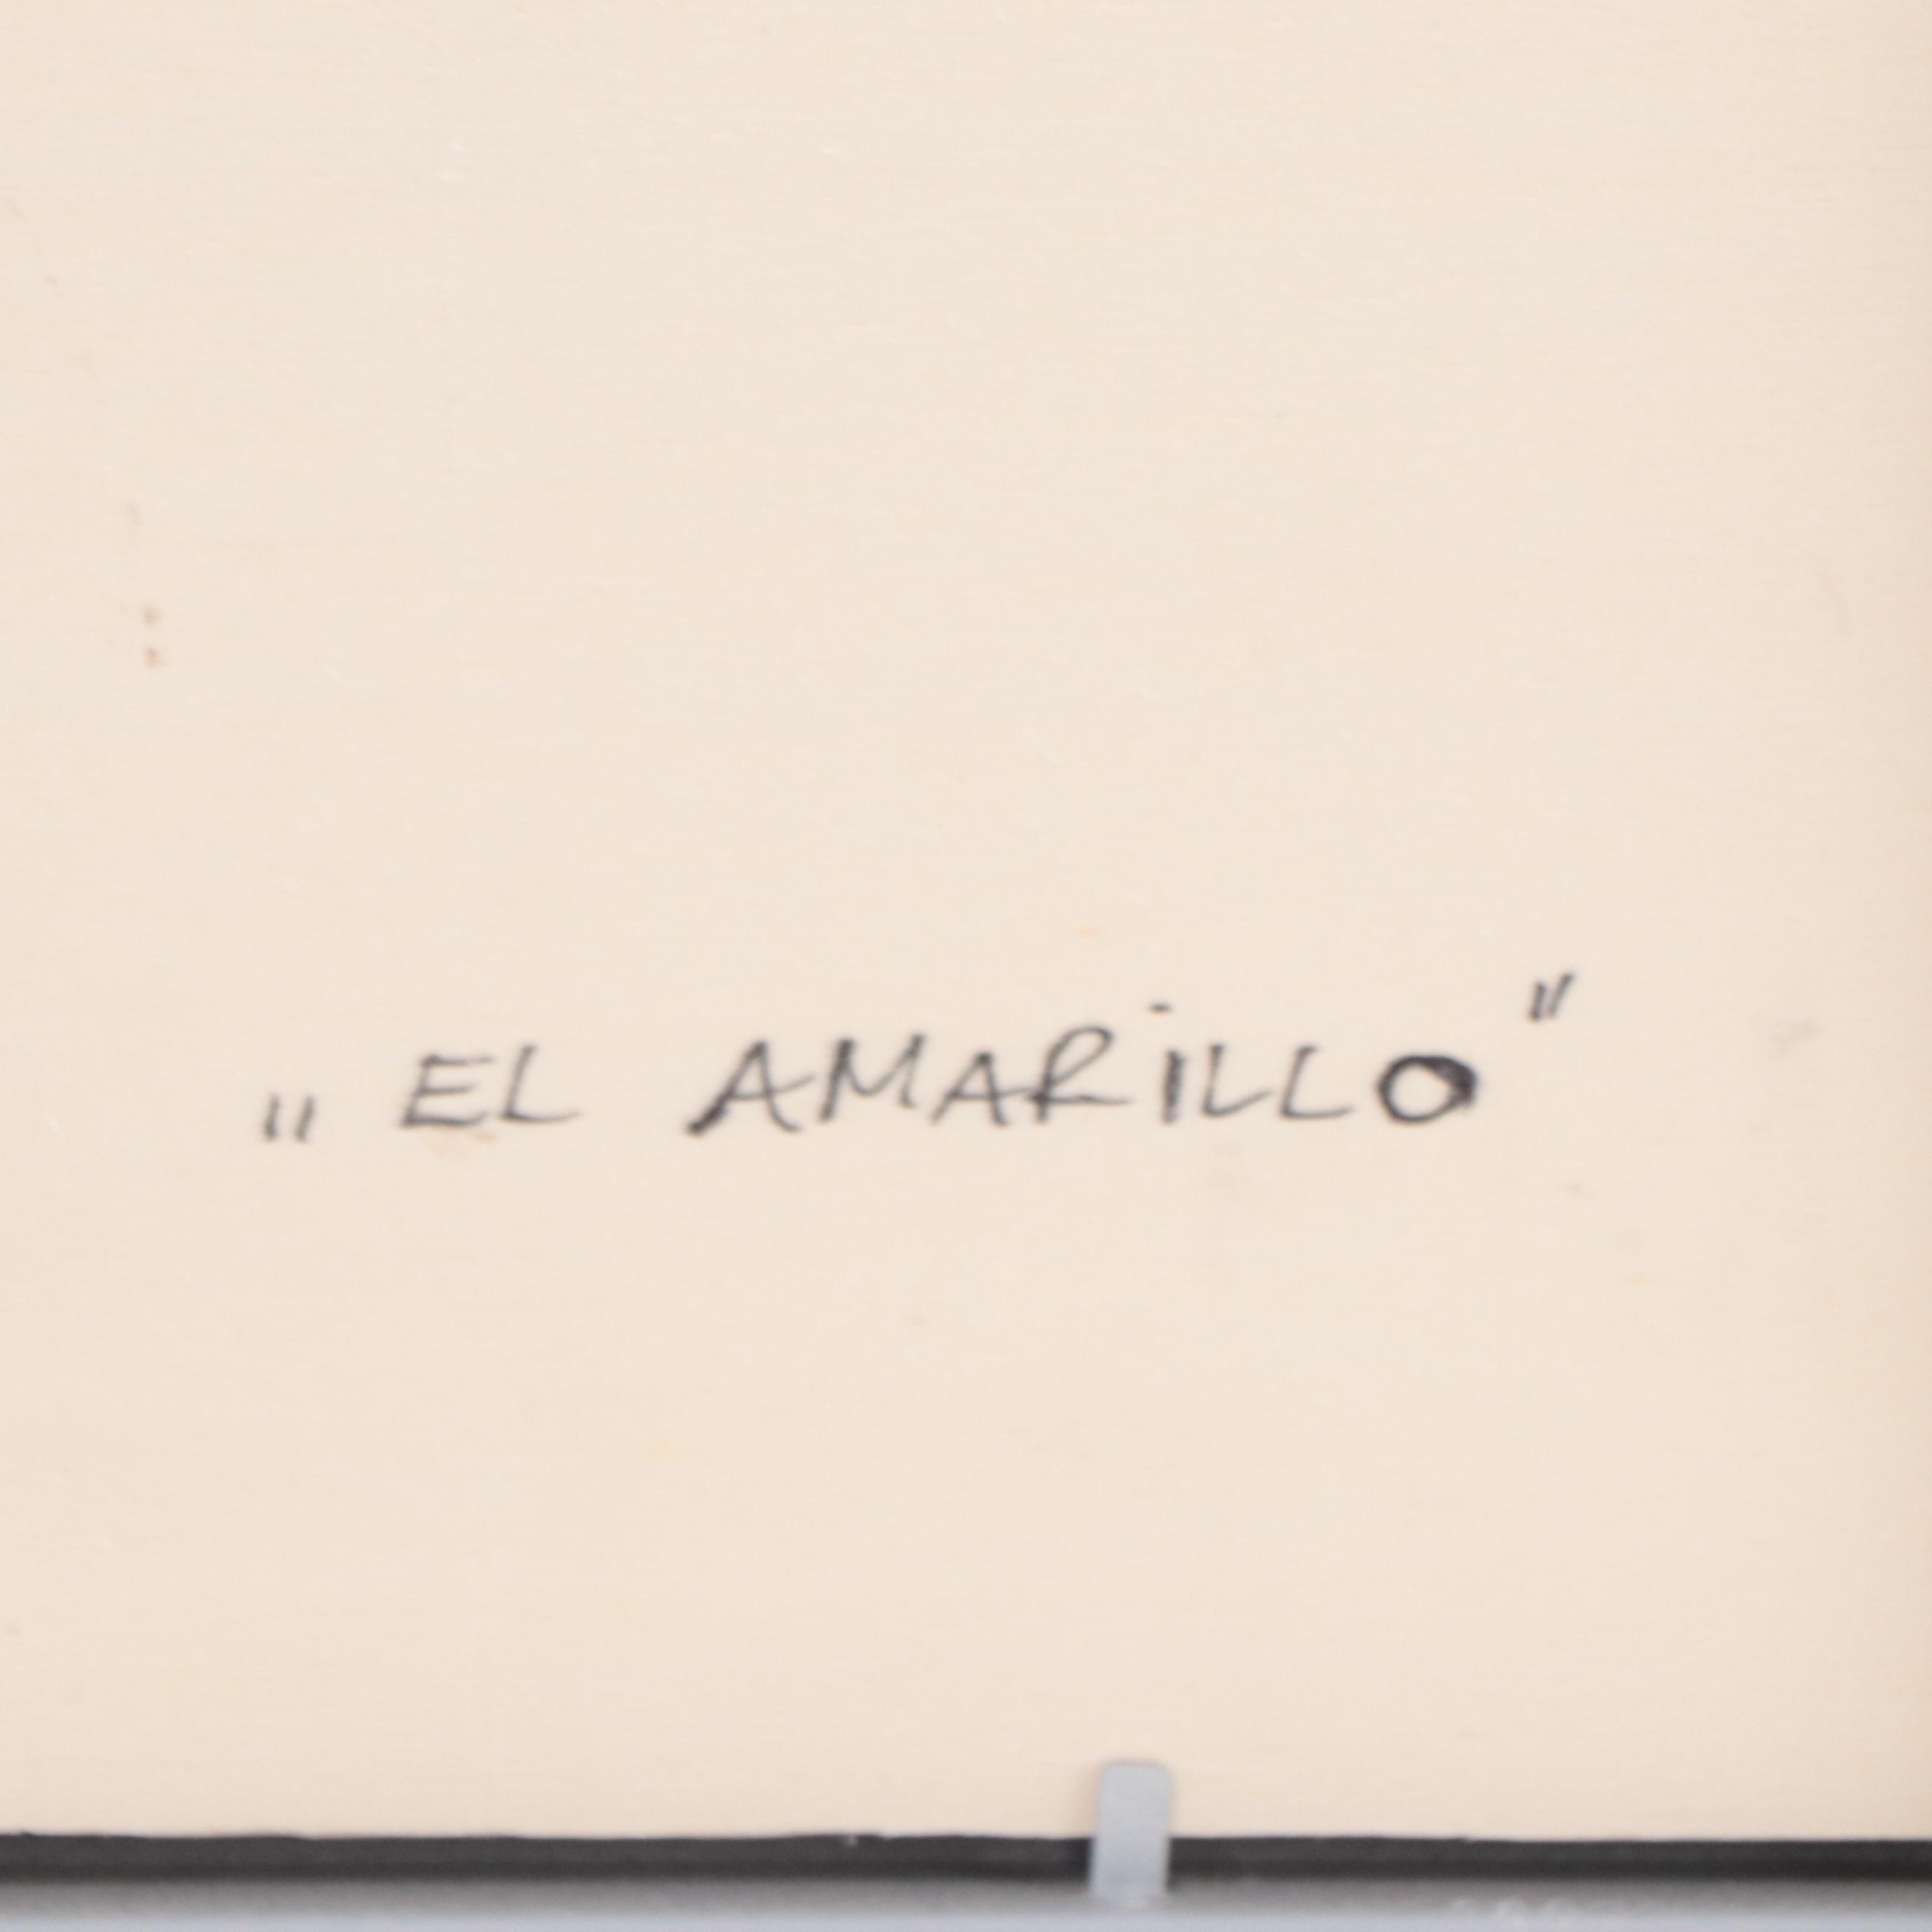 „ EL AMARiLLO "